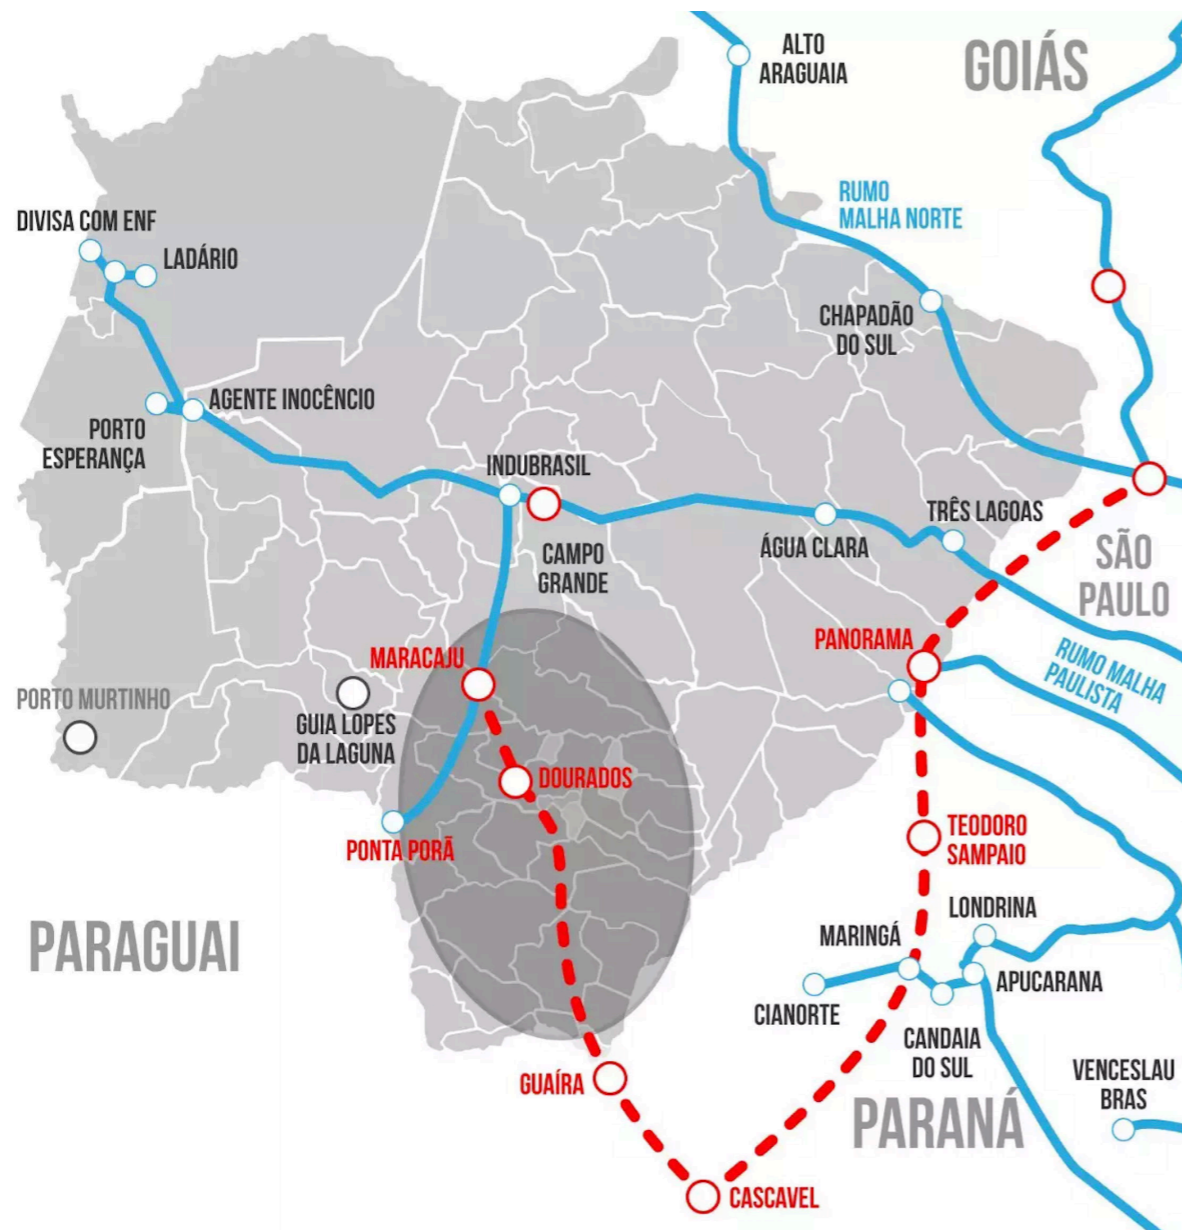 ALTO
ARAGUAIA
GOIÁS
RUMO
MALHA NORTE
DIVISA COM ENF
LADÁRIO
CHAPADÃO
DO SUL
AGENTE INOCÊNCIO
PORTO
ESPERANÇA
INDUBRASIL
CAMPO
GRANDE
ÁGUA CLARA
TRÊS LAGOAS
SÃO
PAULO
PANORAMA
RUMO MALHA
PAULISTA
MARACAJU
PORTO MURTINHO
GUIA LOPES
DA LAGUNA
DOURADOS
PONTA PORÃ
TEODORO
SAMPAIO
PARAGUAI
LONDRINA
MARINGÁ
APUCARANA
CIANORTE
CANDAIA
DO SUL
GUAÍRA
VENCESLAU
BRAS
PARANÁ
CASCAVEL